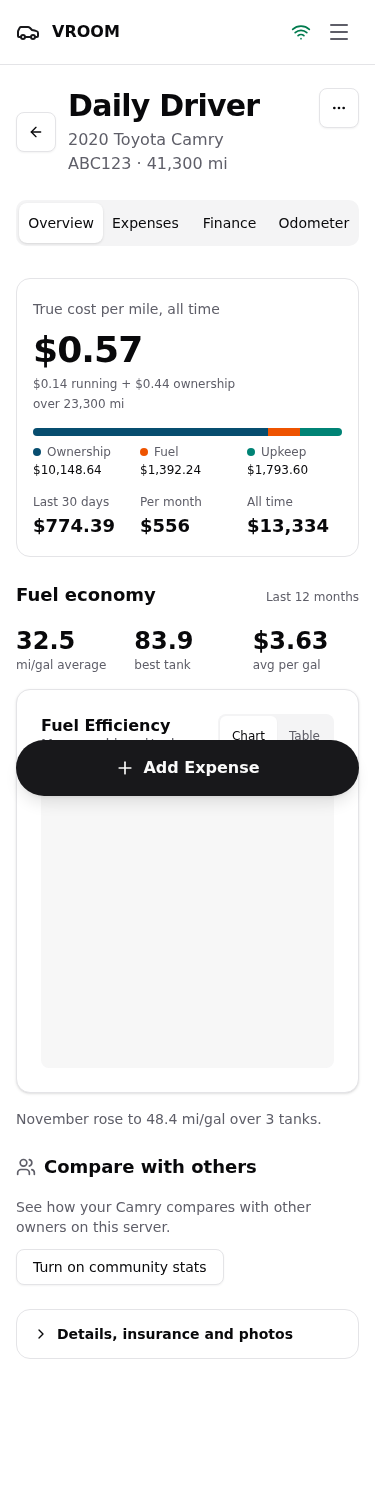 VROOM
Daily Driver
2020 Toyota Camry
ABC123 · 41,300 mi
Overview Expenses Finance Odometer
True cost per mile, all time
$0.57
$0.14 running + $0.44 ownership
over 23,300 mi
Ownership Fuel Upkeep
$10,148.64 $1,392.24 $1,793.60
Last 30 days Per month All time
$774.39 $556 $13,334
Fuel economy Last 12 months
32.5 83.9 $3.63
mi/gal average best tank avg per gal
Fuel Efficiency Chart Table
Add Expense
November rose to 48.4 mi/gal over 3 tanks.
Compare with others
See how your Camry compares with other
owners on this server.
Turn on community stats
Details, insurance and photos